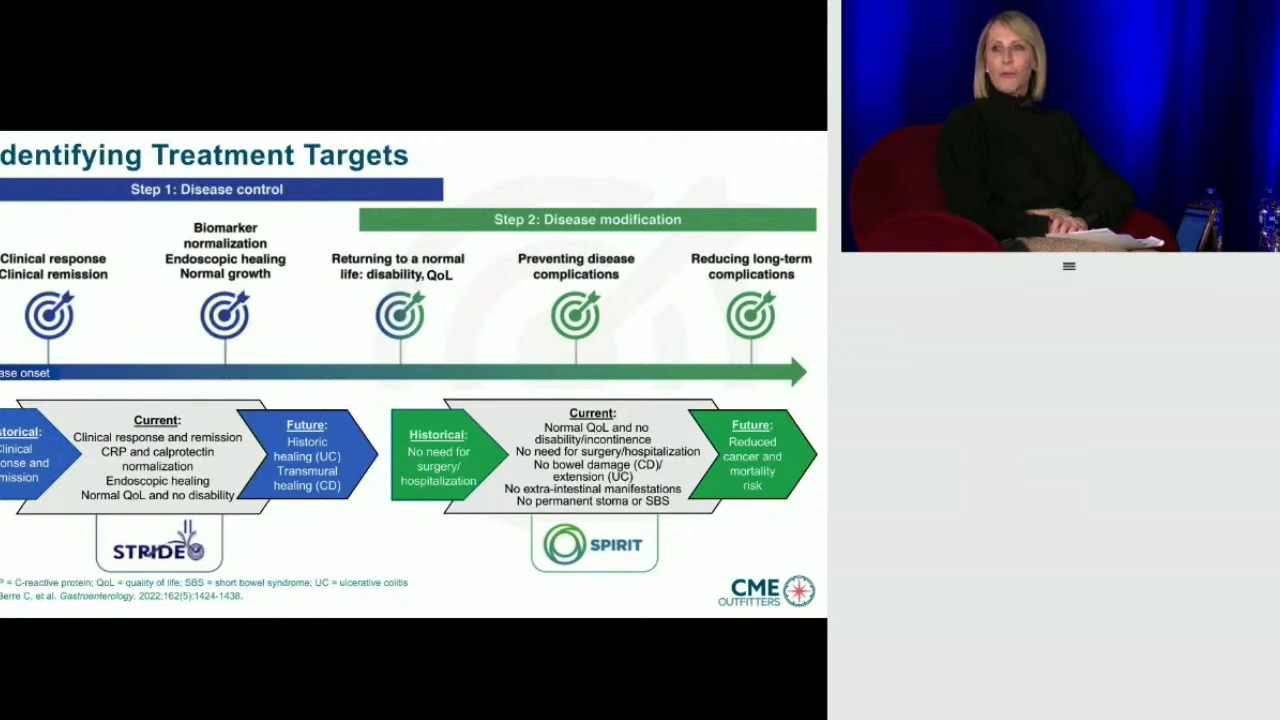 dentifying Treatment Targets
Step 1: Disease control
Step 2: Disease modification
Clinical response
Clinical remission
Biomarker
normalization
Endoscopic healing
Normal growth
Returning to a normal
life: disability, QoL
Preventing disease
complications
Reducing long-term
complications
ase onset
torical:
Clinical
onse and
mission
Current:
Clinical response and remission
CRP and calprotectin
normalization
Endoscopic healing
Normal QoL and no disability
Future:
Historic
healing (UC)
Transmural
healing (CD)
Historical:
No need for
surgery/
hospitalization
Current:
Normal QoL and no
disability/incontinence
No need for surgery/hospitalization
No bowel damage (CD)/
extension (UC)
No extra-intestinal manifestations
No permanent stoma or SBS
Future:
Reduced
cancer and
mortality
risk
STRIDE
SPIRIT
P = C-reactive protein; QoL = quality of life; SBS = short bowel syndrome; UC = ulcerative colitis
Berre C, et al. Gastroenterology. 2022;162(5):1424-1438.
CME
OUTFITTERS